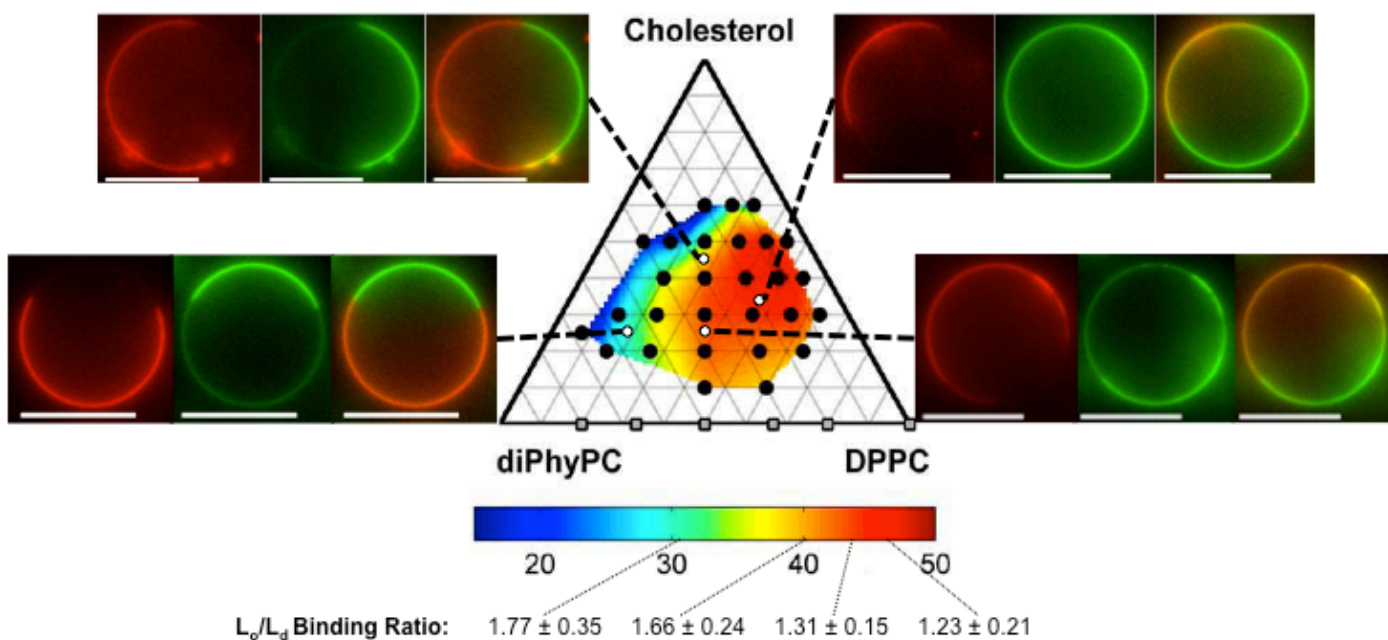 Cholesterol
diPhyPC DPPC
20 30 40 50
Lₒ/L_d Binding Ratio: 1.77 ± 0.35 1.66 ± 0.24 1.31 ± 0.15 1.23 ± 0.21